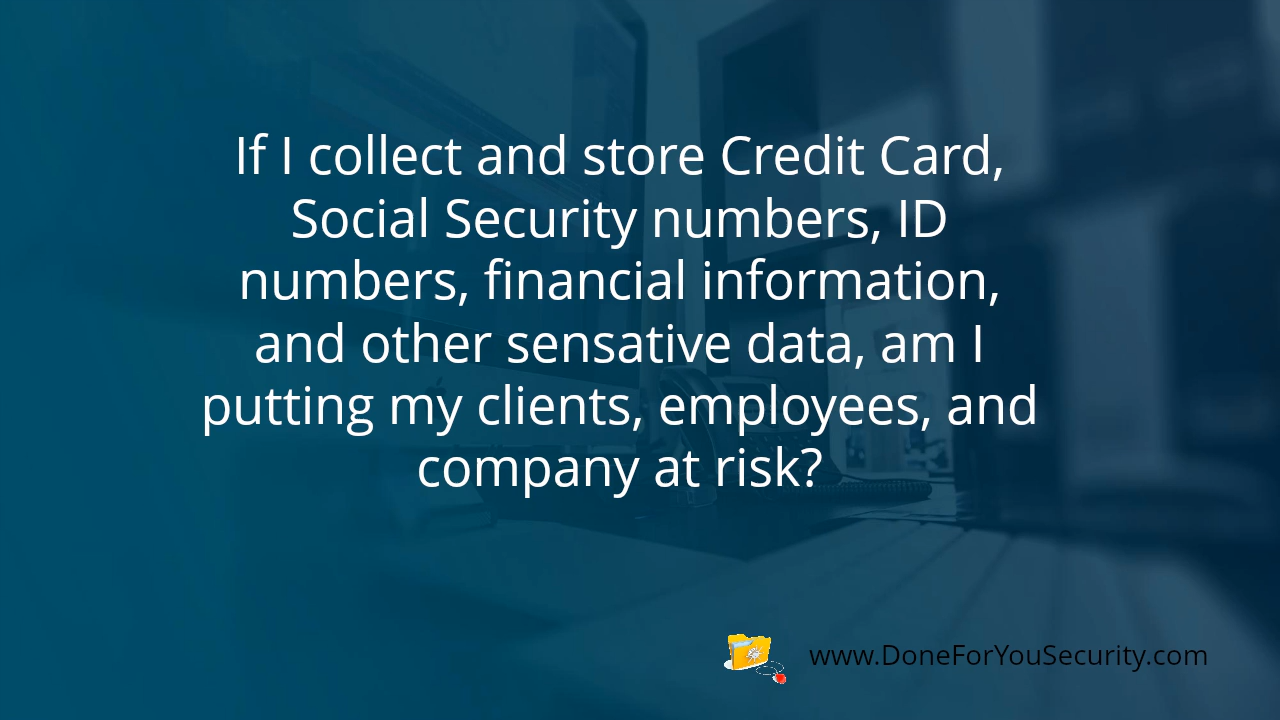 If I collect and store Credit Card,
Social Security numbers, ID
numbers, financial information,
and other sensative data, am I
putting my clients, employees, and
company at risk?
www.DoneForYouSecurity.com